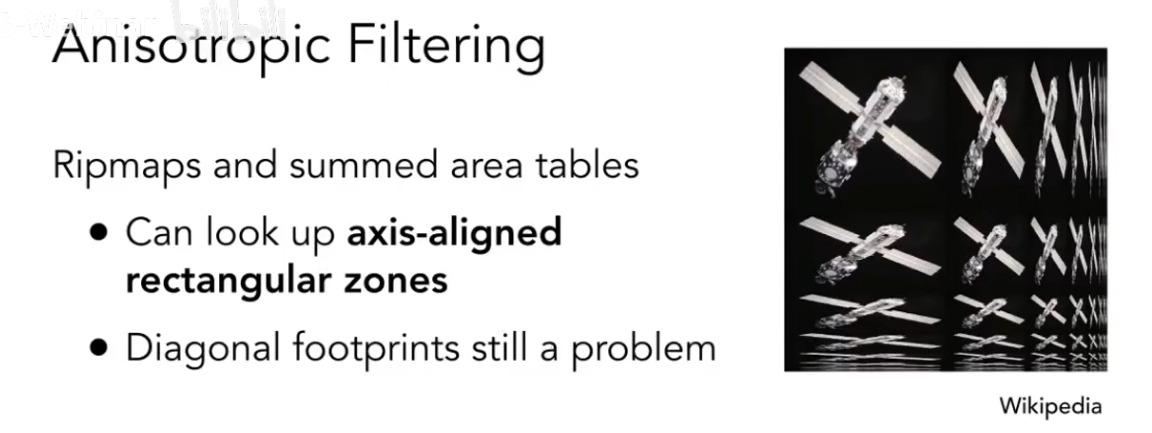 Anisotropic Filtering
Ripmaps and summed area tables
• Can look up axis-aligned
rectangular zones
• Diagonal footprints still a problem
Wikipedia